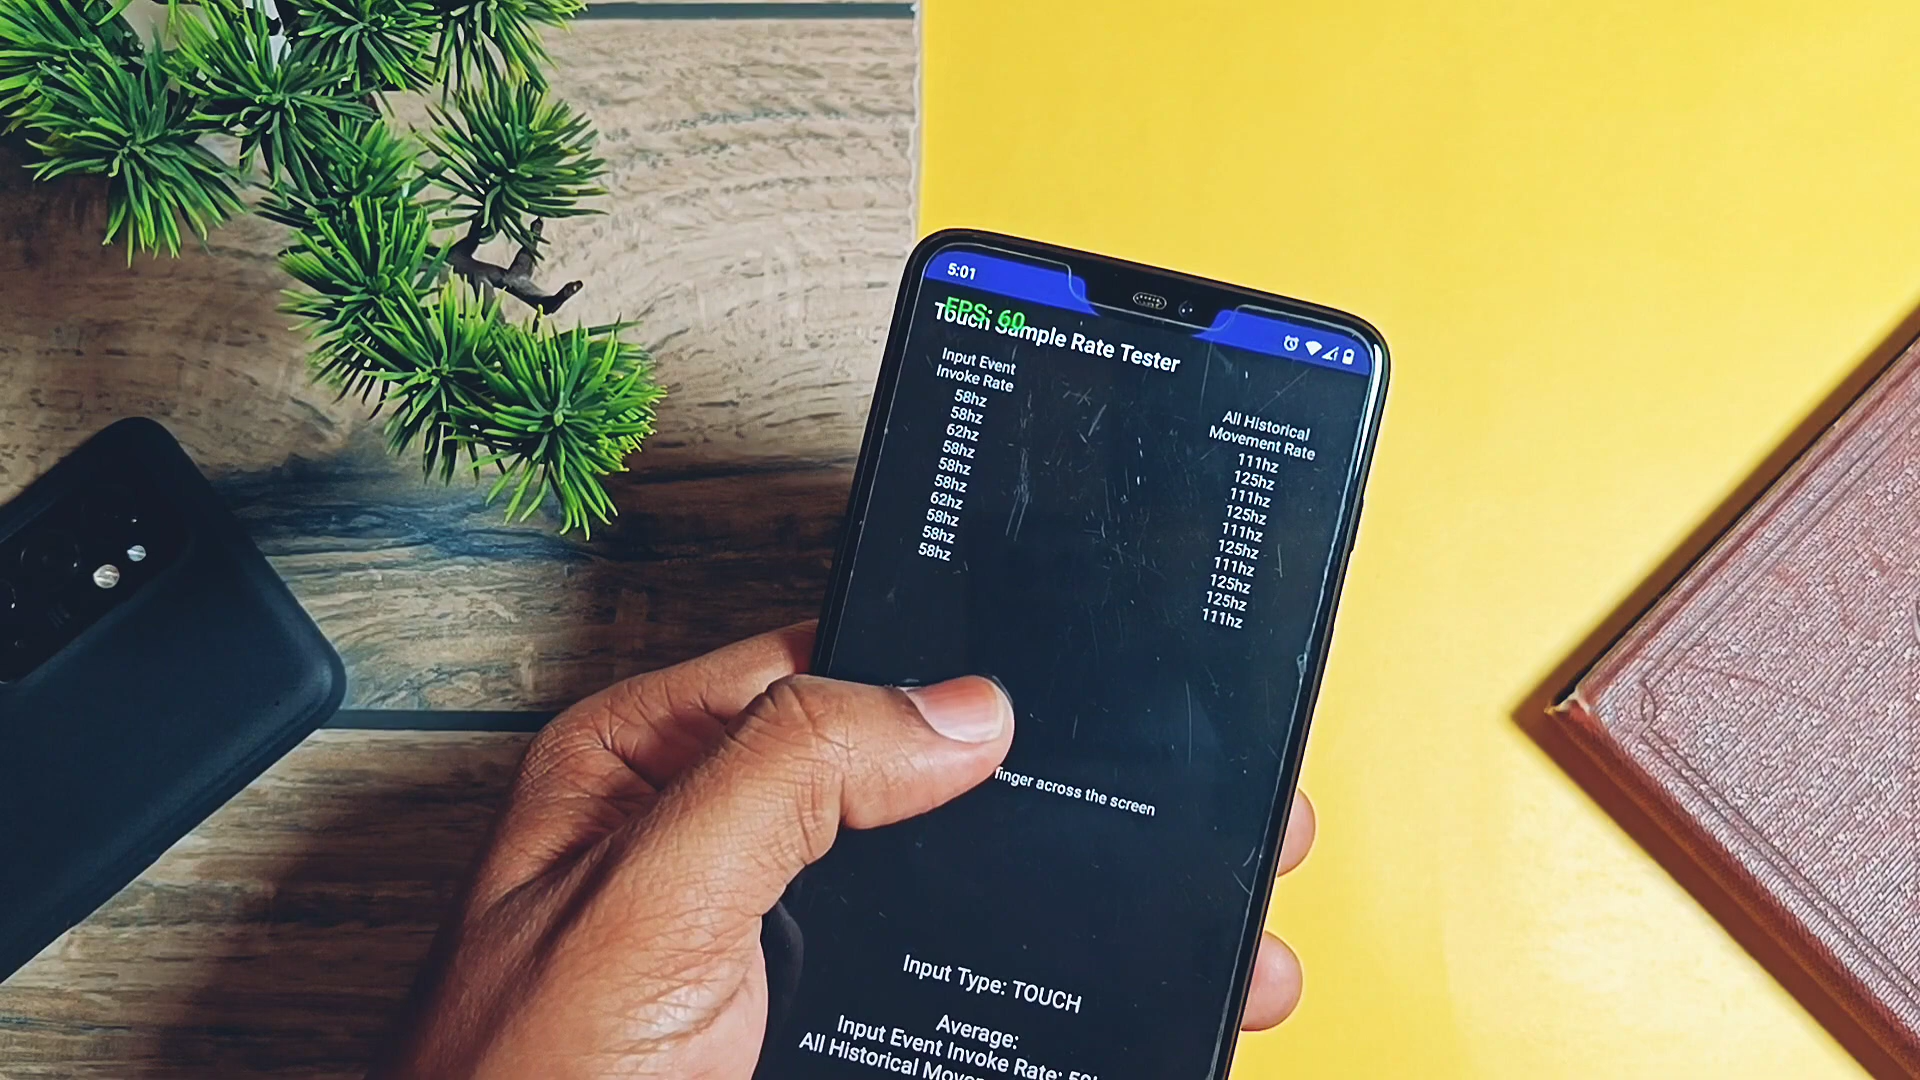 5:01
FPS: 60
Touch Sample Rate Tester
Input Event
Invoke Rate
58hz
58hz
62hz
58hz
58hz
58hz
62hz
58hz
58hz
58hz
All Historical
Movement Rate
111hz
125hz
111hz
125hz
111hz
125hz
111hz
125hz
125hz
111hz
finger across the screen
Input Type: TOUCH
Average:
Input Event Invoke Rate:
All Historical